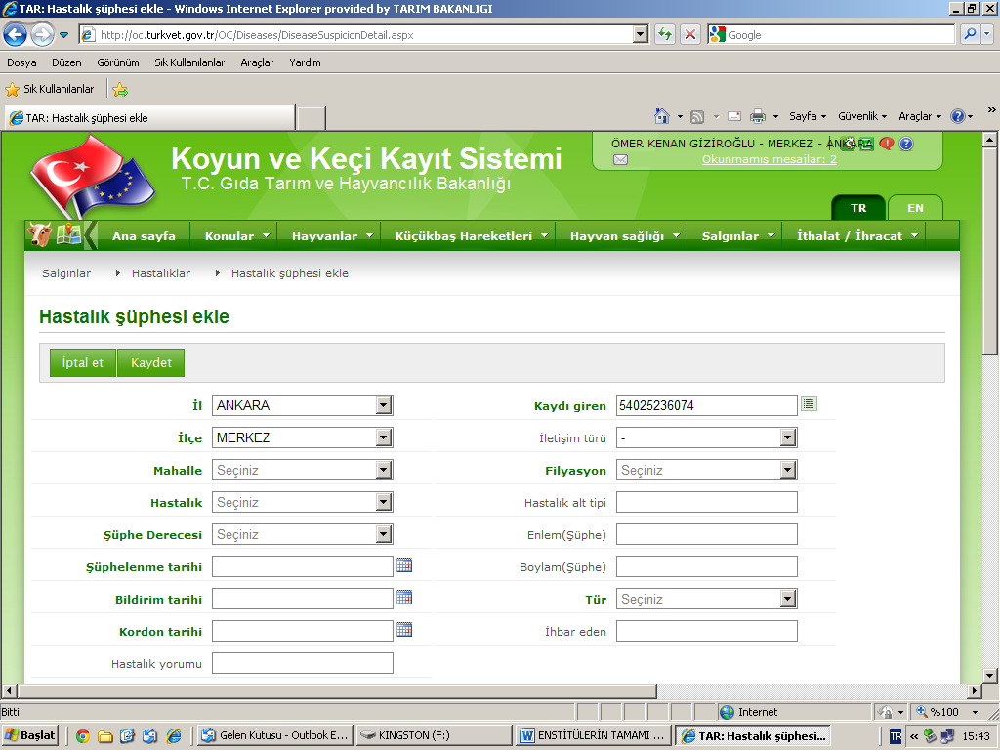 TAR: Hastalık şüphesi ekle - Windows Internet Explorer provided by TARIM BAKANLIGI
http://oc.turkvet.gov.tr/OC/Diseases/DiseaseSuspicionDetail.aspx
Google
Dosya Düzen Görünüm Sık Kullanılanlar Araçlar Yardım
Sık Kullanılanlar
TAR: Hastalık şüphesi ekle
Sayfa Güvenlik Araçlar »
Koyun ve Keçi Kayıt Sistemi
T.C. Gıda Tarım ve Hayvancılık Bakanlığı
ÖMER KENAN GİZİROĞLU - MERKEZ - ANKARA
Okunmamış mesajlar: 2
TR EN
Ana sayfa Konular Hayvanlar Küçükbaş Hareketleri Hayvan sağlığı Salgınlar İthalat / İhracat
Salgınlar Hastalıklar Hastalık şüphesi ekle
Hastalık şüphesi ekle
İptal et Kaydet
İl ANKARA Kaydı giren 54025236074
İlçe MERKEZ İletişim türü -
Mahalle Seçiniz Filyasyon Seçiniz
Hastalık Seçiniz Hastalık alt tipi
Şüphe Derecesi Seçiniz Enlem(Şüphe)
Şüphelenme tarihi Boylam(Şüphe)
Bildirim tarihi Tür Seçiniz
Kordon tarihi İhbar eden
Hastalık yorumu
Bitti Internet %100
Başlat Gelen Kutusu - Outlook E... KINGSTON (F:) ENSTİTÜLERİN TAMAMI ... TAR: Hastalık şüphesi... TR « 15:43